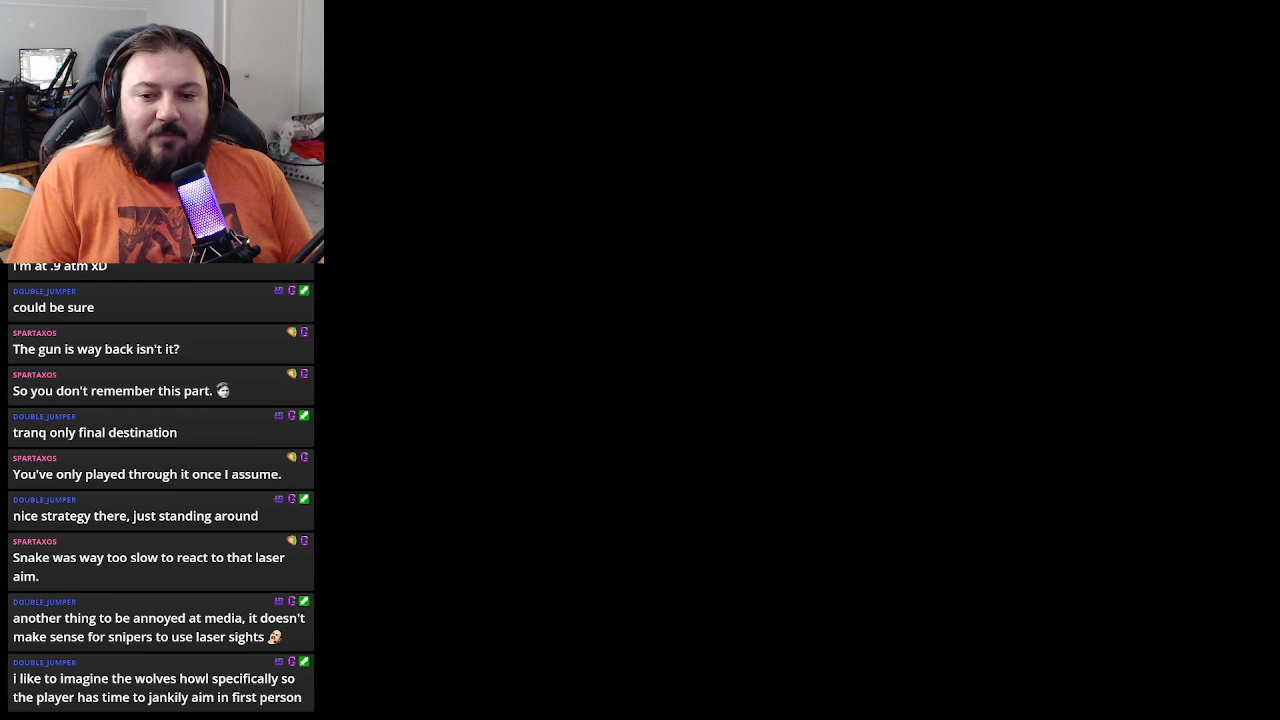 I'm at .9 atm xD
DOUBLE_JUMPER
could be sure
SPARTAXOS
The gun is way back isn't it?
SPARTAXOS
So you don't remember this part.
DOUBLE_JUMPER
tranq only final destination
SPARTAXOS
You've only played through it once I assume.
DOUBLE_JUMPER
nice strategy there, just standing around
SPARTAXOS
Snake was way too slow to react to that laser
aim.
DOUBLE_JUMPER
another thing to be annoyed at media, it doesn't
make sense for snipers to use laser sights
DOUBLE_JUMPER
i like to imagine the wolves howl specifically so
the player has time to jankily aim in first person